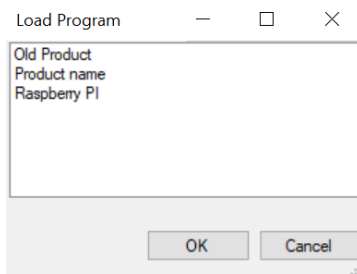 Load Program
Old Product
Product name
Raspberry PI
OK
Cancel